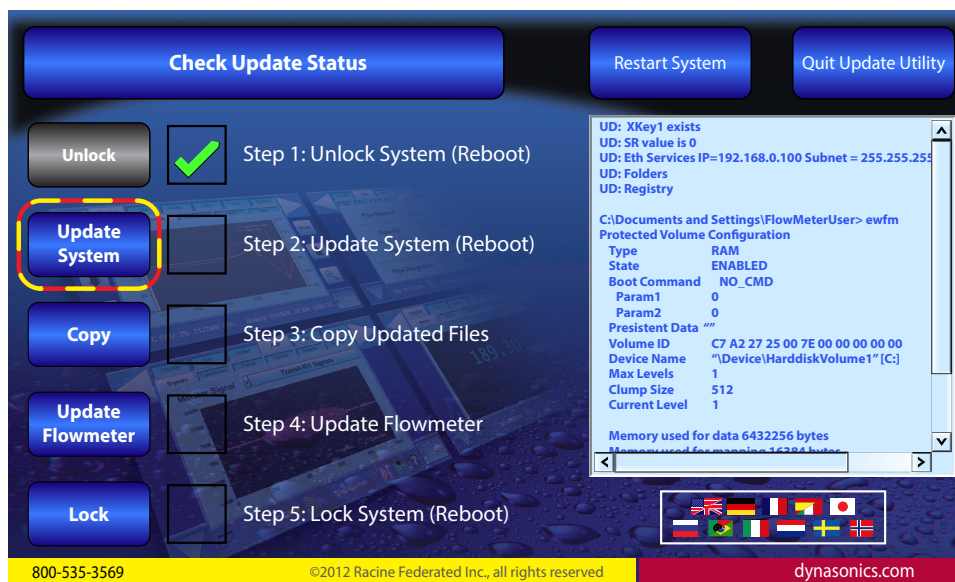 Check Update Status
Restart System
Quit Update Utility
Unlock
Step 1: Unlock System (Reboot)
Update
System
Step 2: Update System (Reboot)
Copy
Step 3: Copy Updated Files
Update
Flowmeter
Step 4: Update Flowmeter
Lock
Step 5: Lock System (Reboot)
UD: XKey1 exists
UD: SR value is 0
UD: Eth Services IP=192.168.0.100 Subnet = 255.255.255
UD: Folders
UD: Registry
C:\Documents and Settings\FlowMeterUser> ewfm
Protected Volume Configuration
Type RAM
State ENABLED
Boot Command NO_CMD
Param1 0
Param2 0
Presistent Data “”
Volume ID C7 A2 27 25 00 7E 00 00 00 00 00
Device Name “\Device\HarddiskVolume1” [C:]
Max Levels 1
Clump Size 512
Current Level 1
Memory used for data 6432256 bytes
Memory used for mapping 16384 bytes
800-535-3569
©2012 Racine Federated Inc., all rights reserved
dynasonics.com